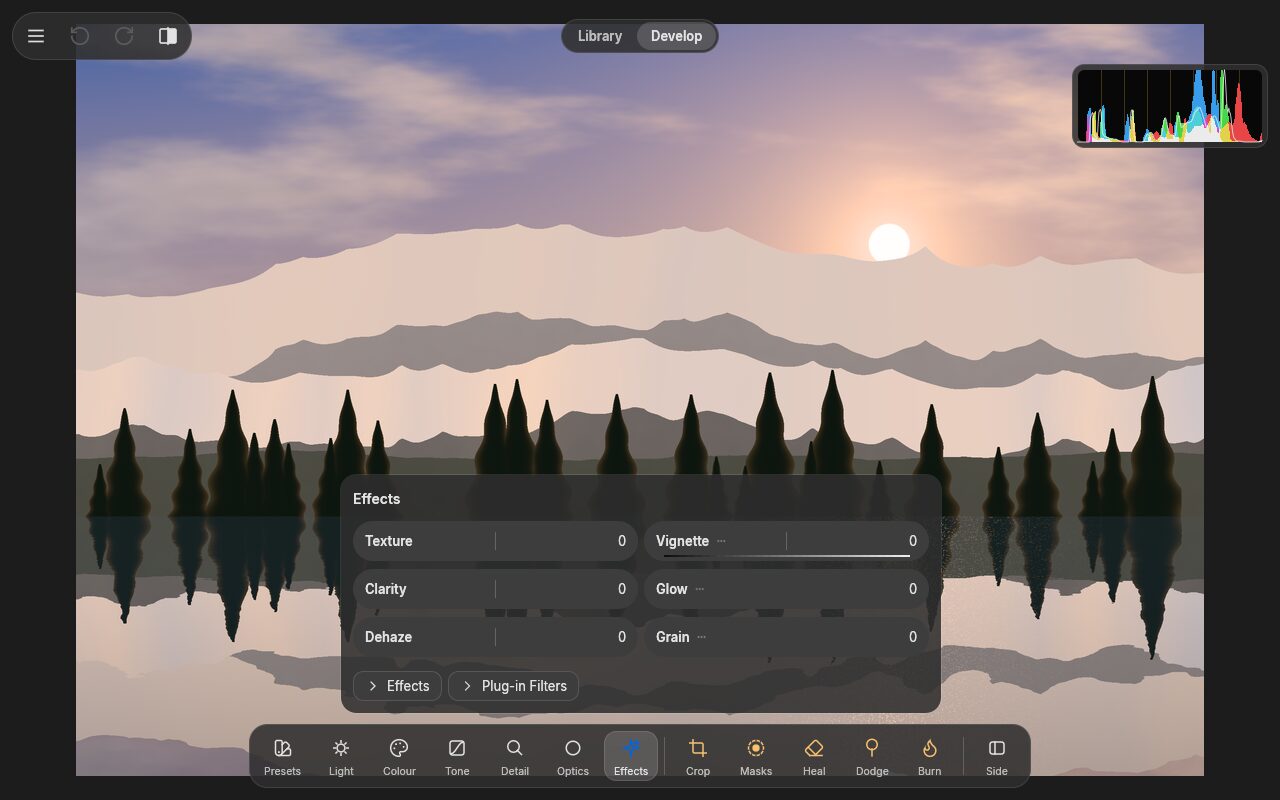 Library Develop
Effects
Texture 0 Vignette ··· 0
Clarity 0 Glow ··· 0
Dehaze 0 Grain ··· 0
Effects Plug-in Filters
Presets Light Colour Tone Detail Optics Effects Crop Masks Heal Dodge Burn Side